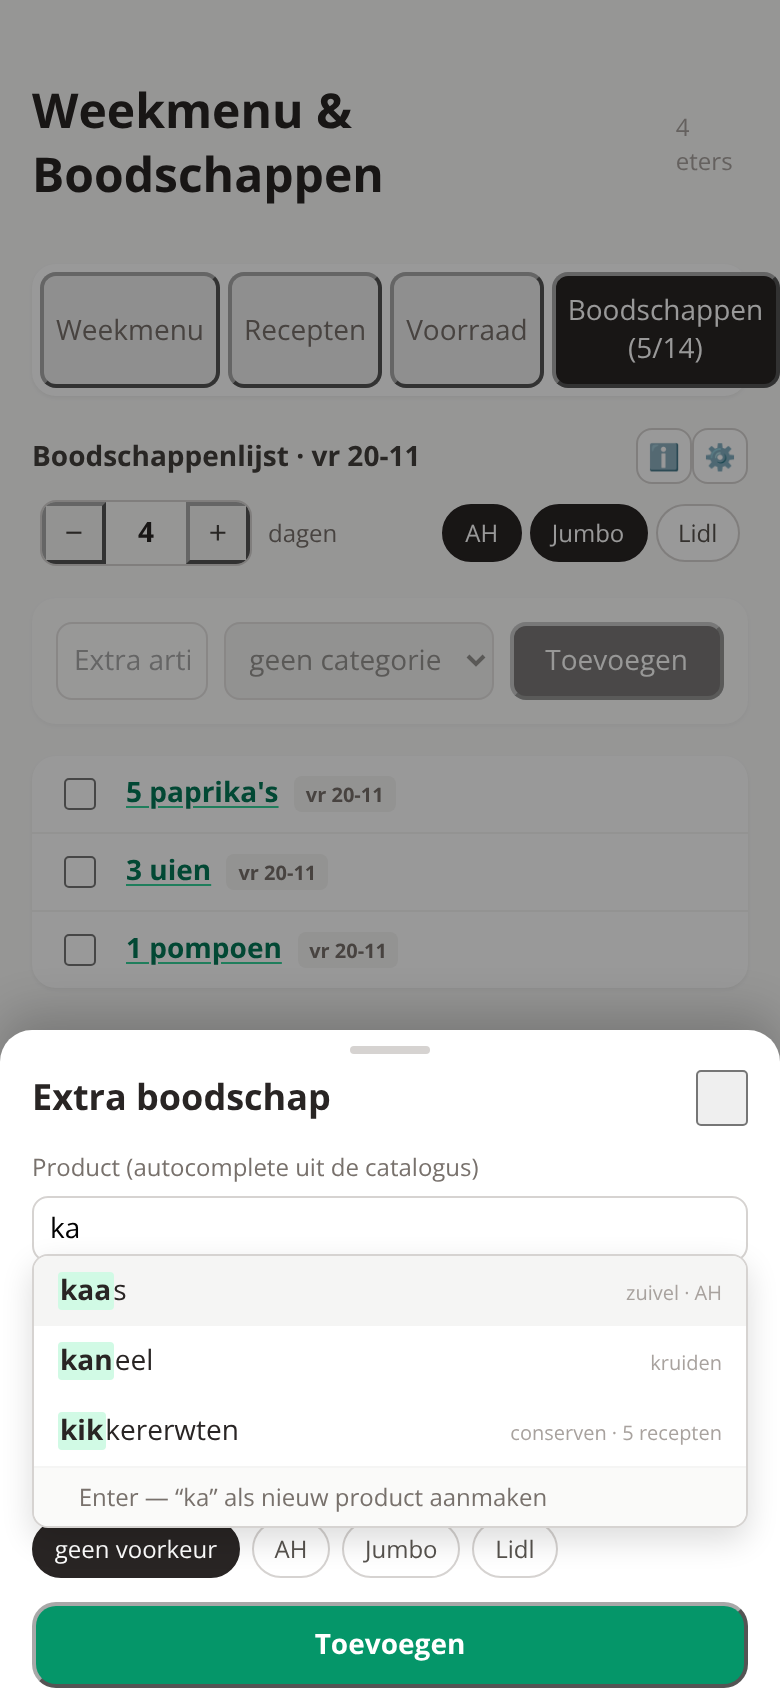 Weekmenu &
Boodschappen
4
eters
Weekmenu
Recepten
Voorraad
Boodschappen
(5/14)
Boodschappenlijst · vr 20-11
− 4 + dagen
AH
Jumbo
Lidl
Extra arti
geen categorie
Toevoegen
5 paprika's vr 20-11
3 uien vr 20-11
1 pompoen vr 20-11
Extra boodschap
Product (autocomplete uit de catalogus)
ka
kaas zuivel · AH
kaneel kruiden
kikkererwten conserven · 5 recepten
Enter — “ka” als nieuw product aanmaken
geen voorkeur
AH
Jumbo
Lidl
Toevoegen